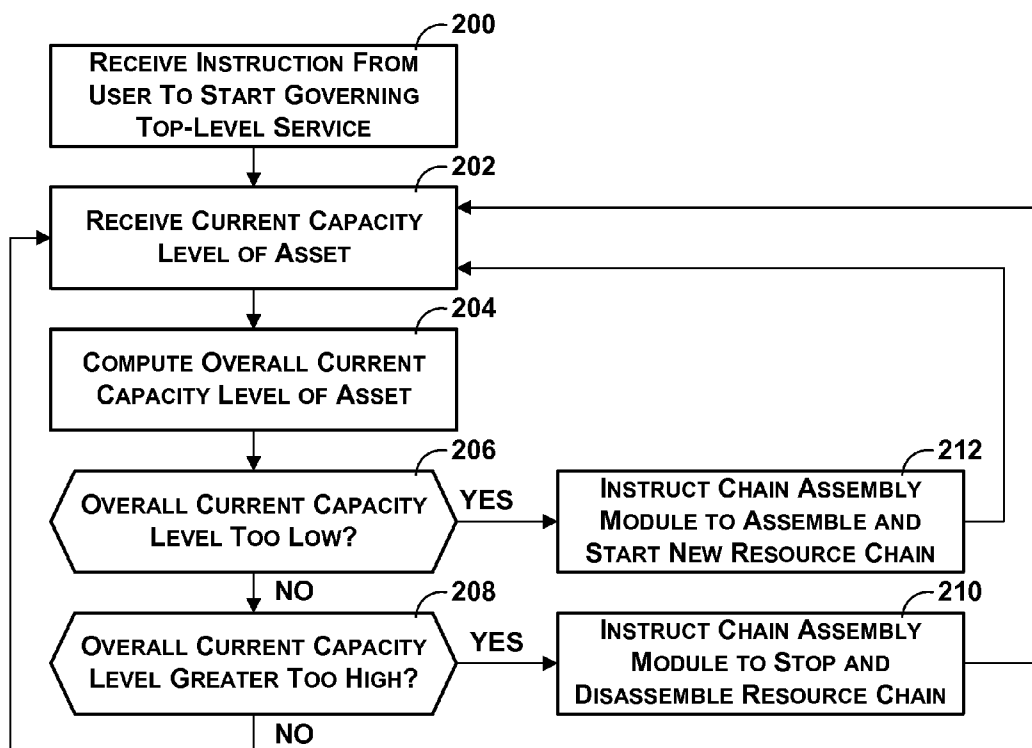 200
RECEIVE INSTRUCTION FROM
USER TO START GOVERNING
TOP-LEVEL SERVICE
202
RECEIVE CURRENT CAPACITY
LEVEL OF ASSET
204
COMPUTE OVERALL CURRENT
CAPACITY LEVEL OF ASSET
206
OVERALL CURRENT CAPACITY
LEVEL TOO LOW?
YES
212
INSTRUCT CHAIN ASSEMBLY
MODULE TO ASSEMBLE AND
START NEW RESOURCE CHAIN
NO
208
OVERALL CURRENT CAPACITY
LEVEL GREATER TOO HIGH?
YES
210
INSTRUCT CHAIN ASSEMBLY
MODULE TO STOP AND
DISASSEMBLE RESOURCE CHAIN
NO